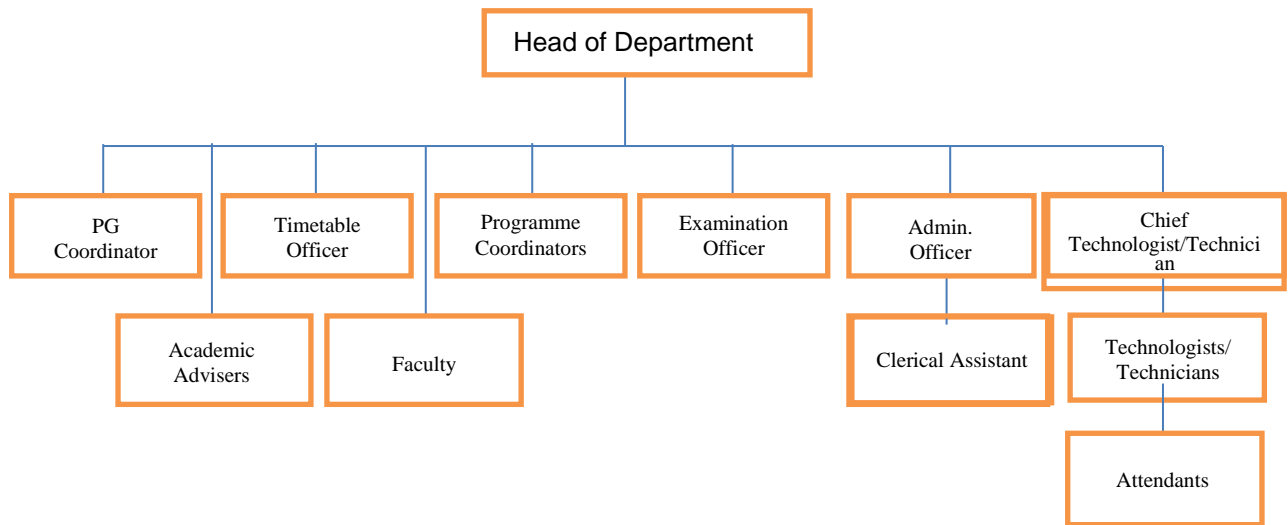 Head of Department
PG
Coordinator
Timetable
Officer
Programme
Coordinators
Examination
Officer
Admin.
Officer
Chief
Technologist/Technici
an
Academic
Advisers
Faculty
Clerical Assistant
Technologists/
Technicians
Attendants